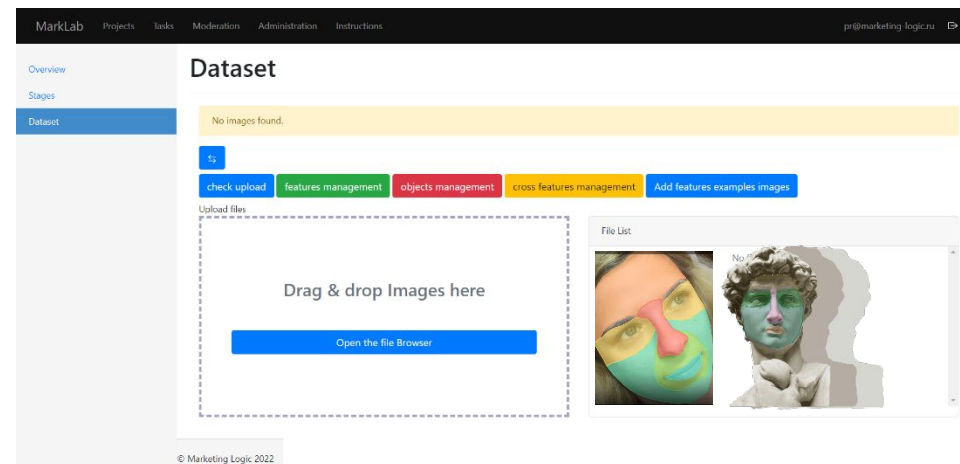 MarkLab Projects Tasks Moderation Administration Instructions pr@marketing-logic.ru
Overview
Stages
Dataset
Dataset
No images found.
check upload features management objects management cross features management Add features examples images
Upload files
Drag & drop Images here
Open the file Browser
File List
No
© Marketing Logic 2022